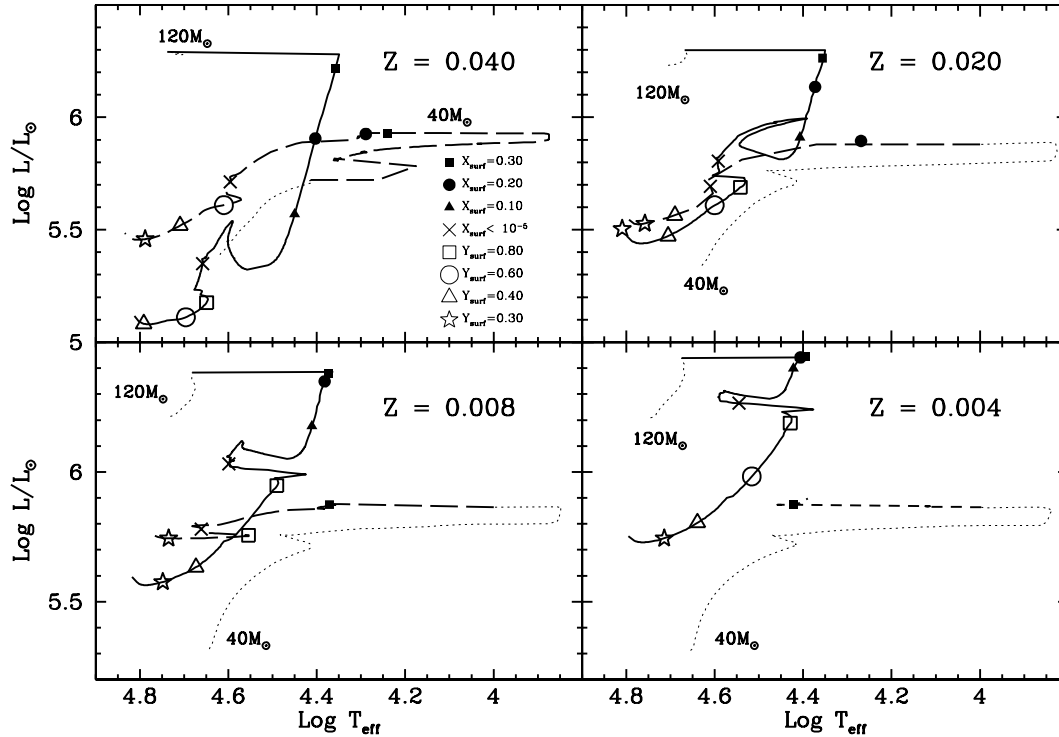 120M⊙
Z = 0.040
40M⊙
X_surf=0.30
X_surf=0.20
X_surf=0.10
X_surf< 10⁻⁵
Y_surf=0.80
Y_surf=0.60
Y_surf=0.40
Y_surf=0.30
Log L/L⊙
6
5.5
5
Z = 0.020
120M⊙
40M⊙
6.5
Log L/L⊙
6
5.5
120M⊙
Z = 0.008
40M⊙
Z = 0.004
120M⊙
40M⊙
4.8 4.6 4.4 4.2 4
Log T_eff
4.8 4.6 4.4 4.2 4
Log T_eff